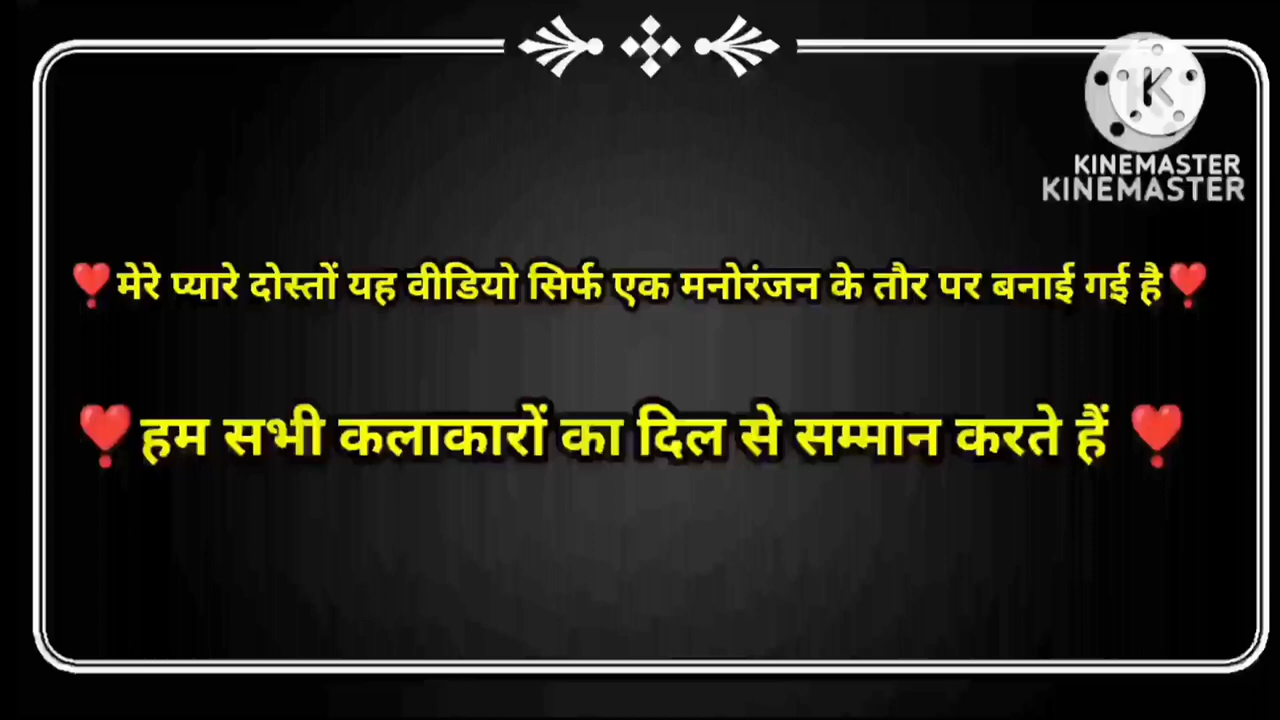 KINEMASTER
KINEMASTER
❣️मेरे प्यारे दोस्तों यह वीडियो सिर्फ एक मनोरंजन के तौर पर बनाई गई है❣️
❣️हम सभी कलाकारों का दिल से सम्मान करते हैं ❣️